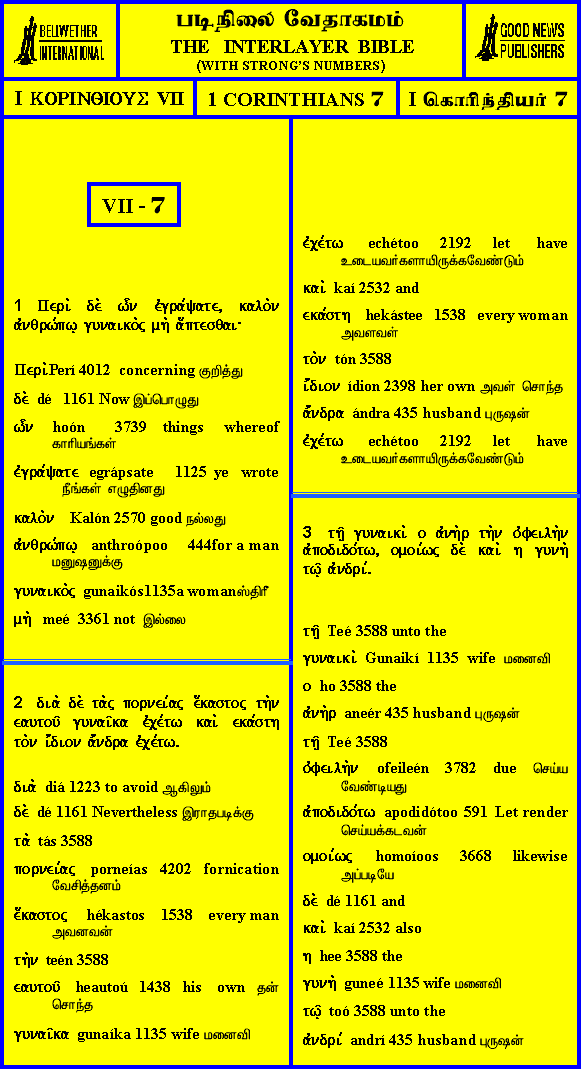 BELLWETHER INTERNATIONAL
படிநிலை வேதாகமம்
THE INTERLAYER BIBLE
(WITH STRONG'S NUMBERS)
GOOD NEWS PUBLISHERS
I ΚΟΡΙΝΘΙΟΥΣ VII
1 CORINTHIANS 7
I கொரிந்தியர் 7
VII - 7
1 Περὶ δὲ ὧν ἐγράψατε, καλὸν
ἀνθρώπῳ γυναικὸς μὴ ἅπτεσθαι·
Περὶ Perí 4012 concerning குறித்து
δὲ dé 1161 Now இப்பொழுது
ὧν hoón 3739 things whereof
காரியங்கள்
ἐγράψατε egrápsate 1125 ye wrote
நீங்கள் எழுதினது
καλὸν Kalón 2570 good நல்லது
ἀνθρώπῳ anthroópoo 444for a man
மனுஷனுக்கு
γυναικὸς gunaikós1135a womanஸ்திரீ
μὴ meé 3361 not இல்லை
2 διὰ δὲ τὰς πορνείας ἕκαστος τὴν
εαυτοῦ γυναῖκα ἐχέτω καὶ εκάστη
τὸν ἴδιον ἄνδρα ἐχέτω.
διὰ diá 1223 to avoid ஆகிலும்
δὲ dé 1161 Nevertheless இராதபடிக்கு
τὰ tás 3588
πορνείας porneías 4202 fornication
வேசித்தனம்
ἕκαστος hékastos 1538 every man
அவனவன்
τὴν teén 3588
εαυτοῦ heautoú 1438 his own தன்
சொந்த
γυναῖκα gunaíka 1135 wife மனைவி
ἐχέτω echétoo 2192 let have
உடையவர்களாயிருக்கவேண்டும்
καὶ kaí 2532 and
εκάστη hekástee 1538 every woman
அவளவள்
τὸν tón 3588
ἴδιον ídion 2398 her own அவள் சொந்த
ἄνδρα ándra 435 husband புருஷன்
ἐχέτω echétoo 2192 let have
உடையவர்களாயிருக்கவேண்டும்
3 τῇ γυναικὶ ο ἀνὴρ τὴν ὀφειλὴν
ἀποδιδότω, ομοίως δὲ καὶ η γυνὴ
τῷ ἀνδρί.
τῇ Teé 3588 unto the
γυναικὶ Gunaikí 1135 wife மனைவி
ο ho 3588 the
ἀνὴρ aneér 435 husband புருஷன்
τῇ Teé 3588
ὀφειλὴν ofeileén 3782 due செய்ய
வேண்டியது
ἀποδιδότω apodidótoo 591 Let render
செய்யக்கடவன்
ομοίως homoíoos 3668 likewise
அப்படியே
δὲ dé 1161 and
καὶ kaí 2532 also
η hee 3588 the
γυνὴ guneé 1135 wife மனைவி
τῷ toó 3588 unto the
ἀνδρί andrí 435 husband புருஷன்